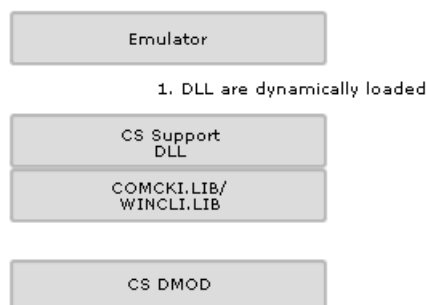 Emulator
1. DLL are dynamically loaded
CS Support
DLL
COMCKI.LIB/
WINCLI.LIB
CS DMOD